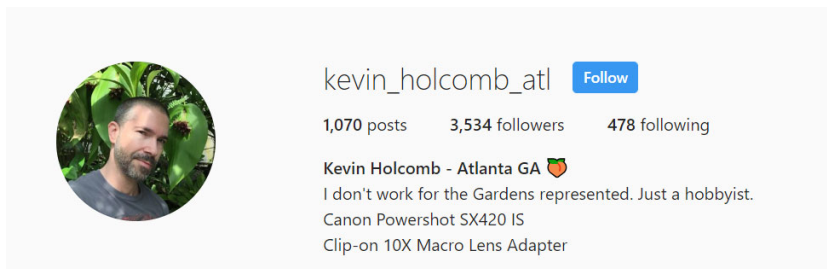 kevin_holcomb_atl Follow
1,070 posts 3,534 followers 478 following
Kevin Holcomb - Atlanta GA 🍑
I don't work for the Gardens represented. Just a hobbyist.
Canon Powershot SX420 IS
Clip-on 10X Macro Lens Adapter